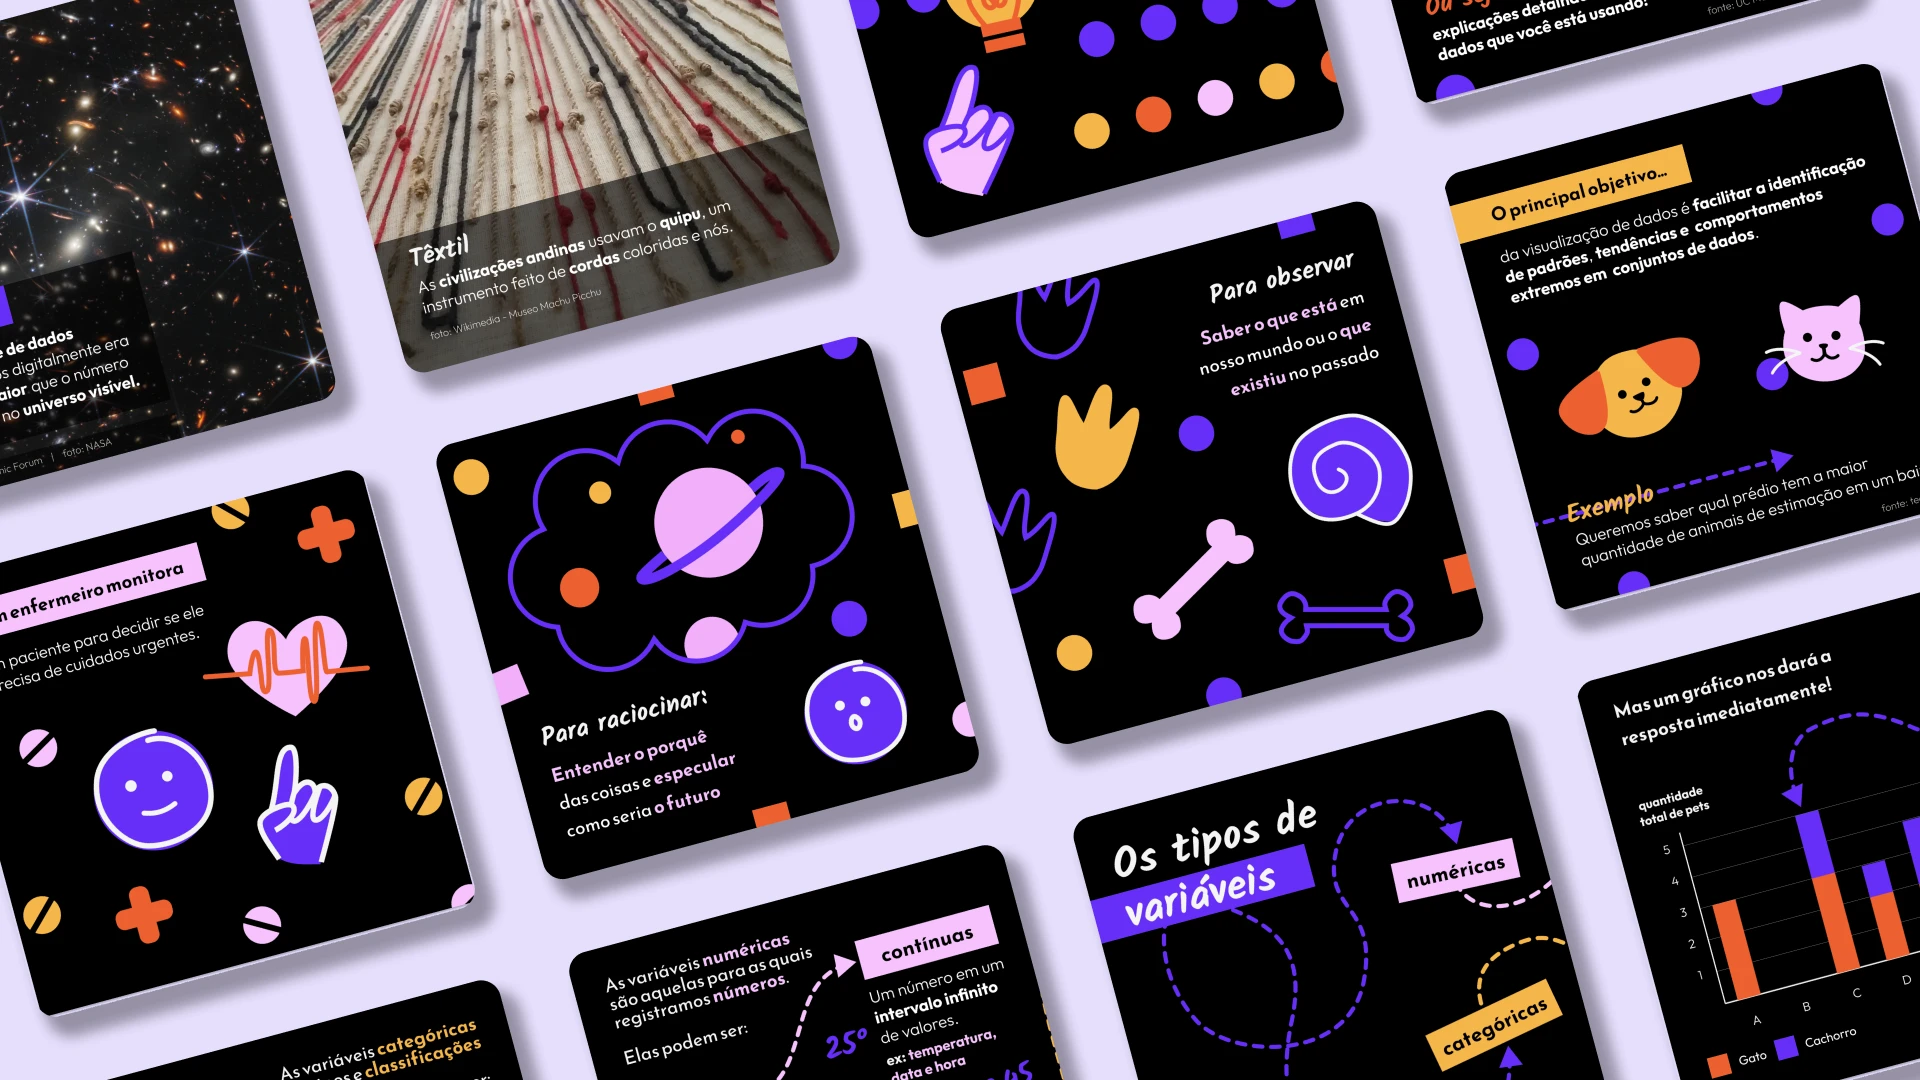 e de dados
os digitalmente era
aior que o número
no universo visível.
nic Forum | foto: NASA
Têxtil
As civilizações andinas usavam o quipu, um
instrumento feito de cordas coloridas e nós.
foto: Wikimedia - Museo Machu Picchu
explicações detalha
dados que você está usando!
O principal objetivo...
da visualização de dados é facilitar a identificação
de padrões, tendências e comportamentos
extremos em conjuntos de dados.
Exemplo
Queremos saber qual prédio tem a maior
quantidade de animais de estimação em um bai
Para observar
Saber o que está em
nosso mundo ou o que
existiu no passado
Para raciocinar:
Entender o porquê
das coisas e especular
como seria o futuro
m enfermeiro monitora
m paciente para decidir se ele
recisa de cuidados urgentes.
Mas um gráfico nos dará a
resposta imediatamente!
quantidade
total de pets
5
4
3
2
1
A
B
C
D
Gato
Cachorro
Os tipos de
variáveis
numéricas
categóricas
As variáveis numéricas
são aquelas para as quais
registramos números.
Elas podem ser:
contínuas
Um número em um
intervalo infinito
de valores.
ex: temperatura,
data e hora
25º
As variáveis categóricas
e classificações